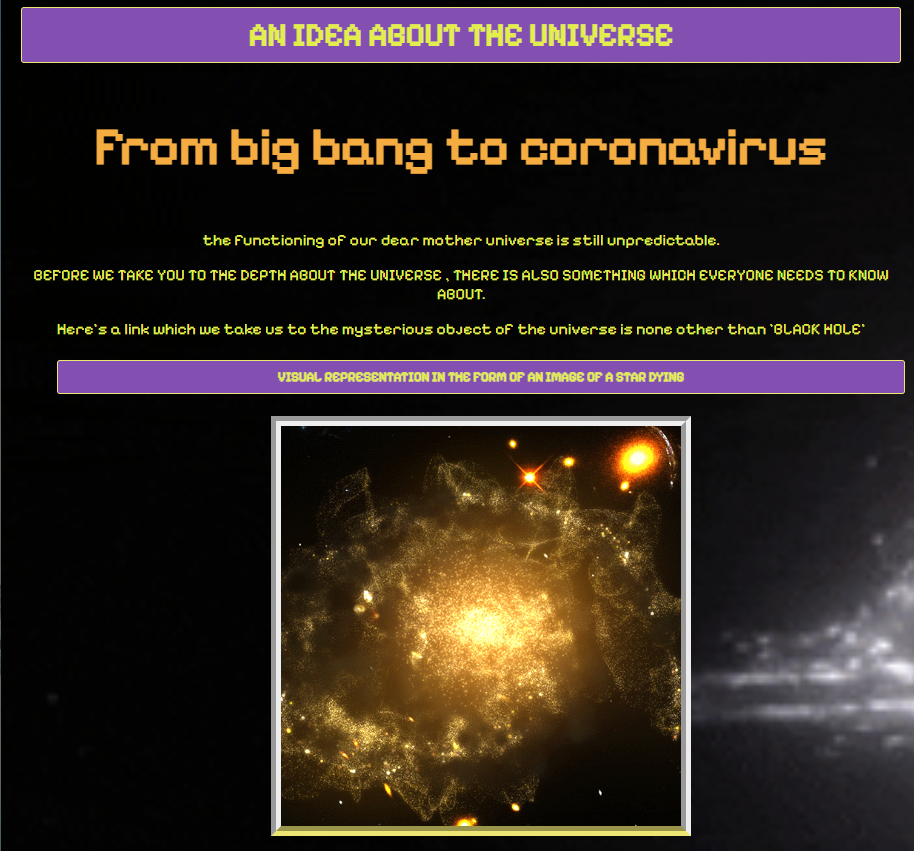 AN IDEA ABOUT THE UNIVERSE
From big bang to coronavirus
the functioning of our dear mother universe is still unpredictable.
BEFORE WE TAKE YOU TO THE DEPTH ABOUT THE UNIVERSE , THERE IS ALSO SOMETHING WHICH EVERYONE NEEDS TO KNOW
ABOUT.
Here's a link which we take us to the mysterious object of the universe is none other than 'BLACK HOLE'
VISUAL REPRESENTATION IN THE FORM OF AN IMAGE OF A STAR DYING